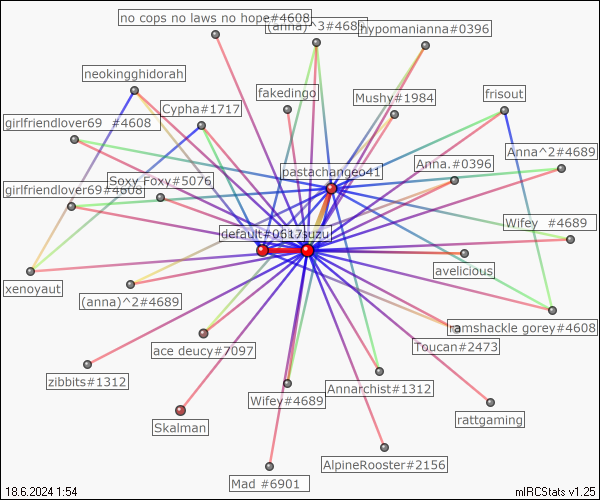 no cops no laws no hope#4608
(anna)^3#4689
hypomanianna#0396
neokingghidorah
fakedingo
Mushy#1984
frisout
Cypha#1717
girlfriendlover69 #4608
Anna^2#4689
pastachangeo41
Anna.#0396
Soxy Foxy#5076
girlfriendlover69#4608
Wifey #4689
default#0617
suzu
avelicious
xenoyaut
(anna)^2#4689
ramshackle gorey#4608
ace deucy#7097
Toucan#2473
zibbits#1312
Annarchist#1312
Wifey#4689
rattgaming
Skalman
AlpineRooster#2156
Mad #6901
18.6.2024 1:54
mIRCStats v1.25